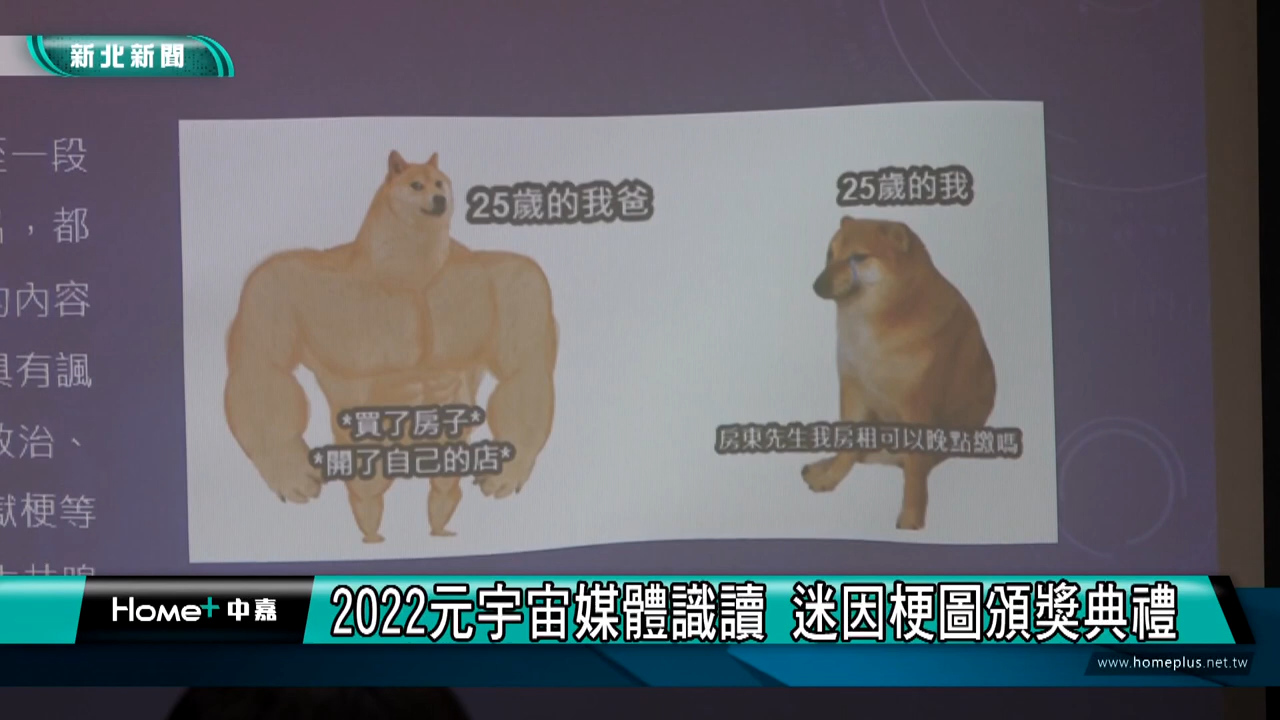 新北新聞
一段
，都
內容
具有諷
政治、
獄梗等
25歲的我爸
*買了房子*
*開了自己的店*
25歲的我
房東先生我房租可以晚點繳嗎
Home+中嘉
2022元宇宙媒體識讀 迷因梗圖頒獎典禮
www.homeplus.net.tw